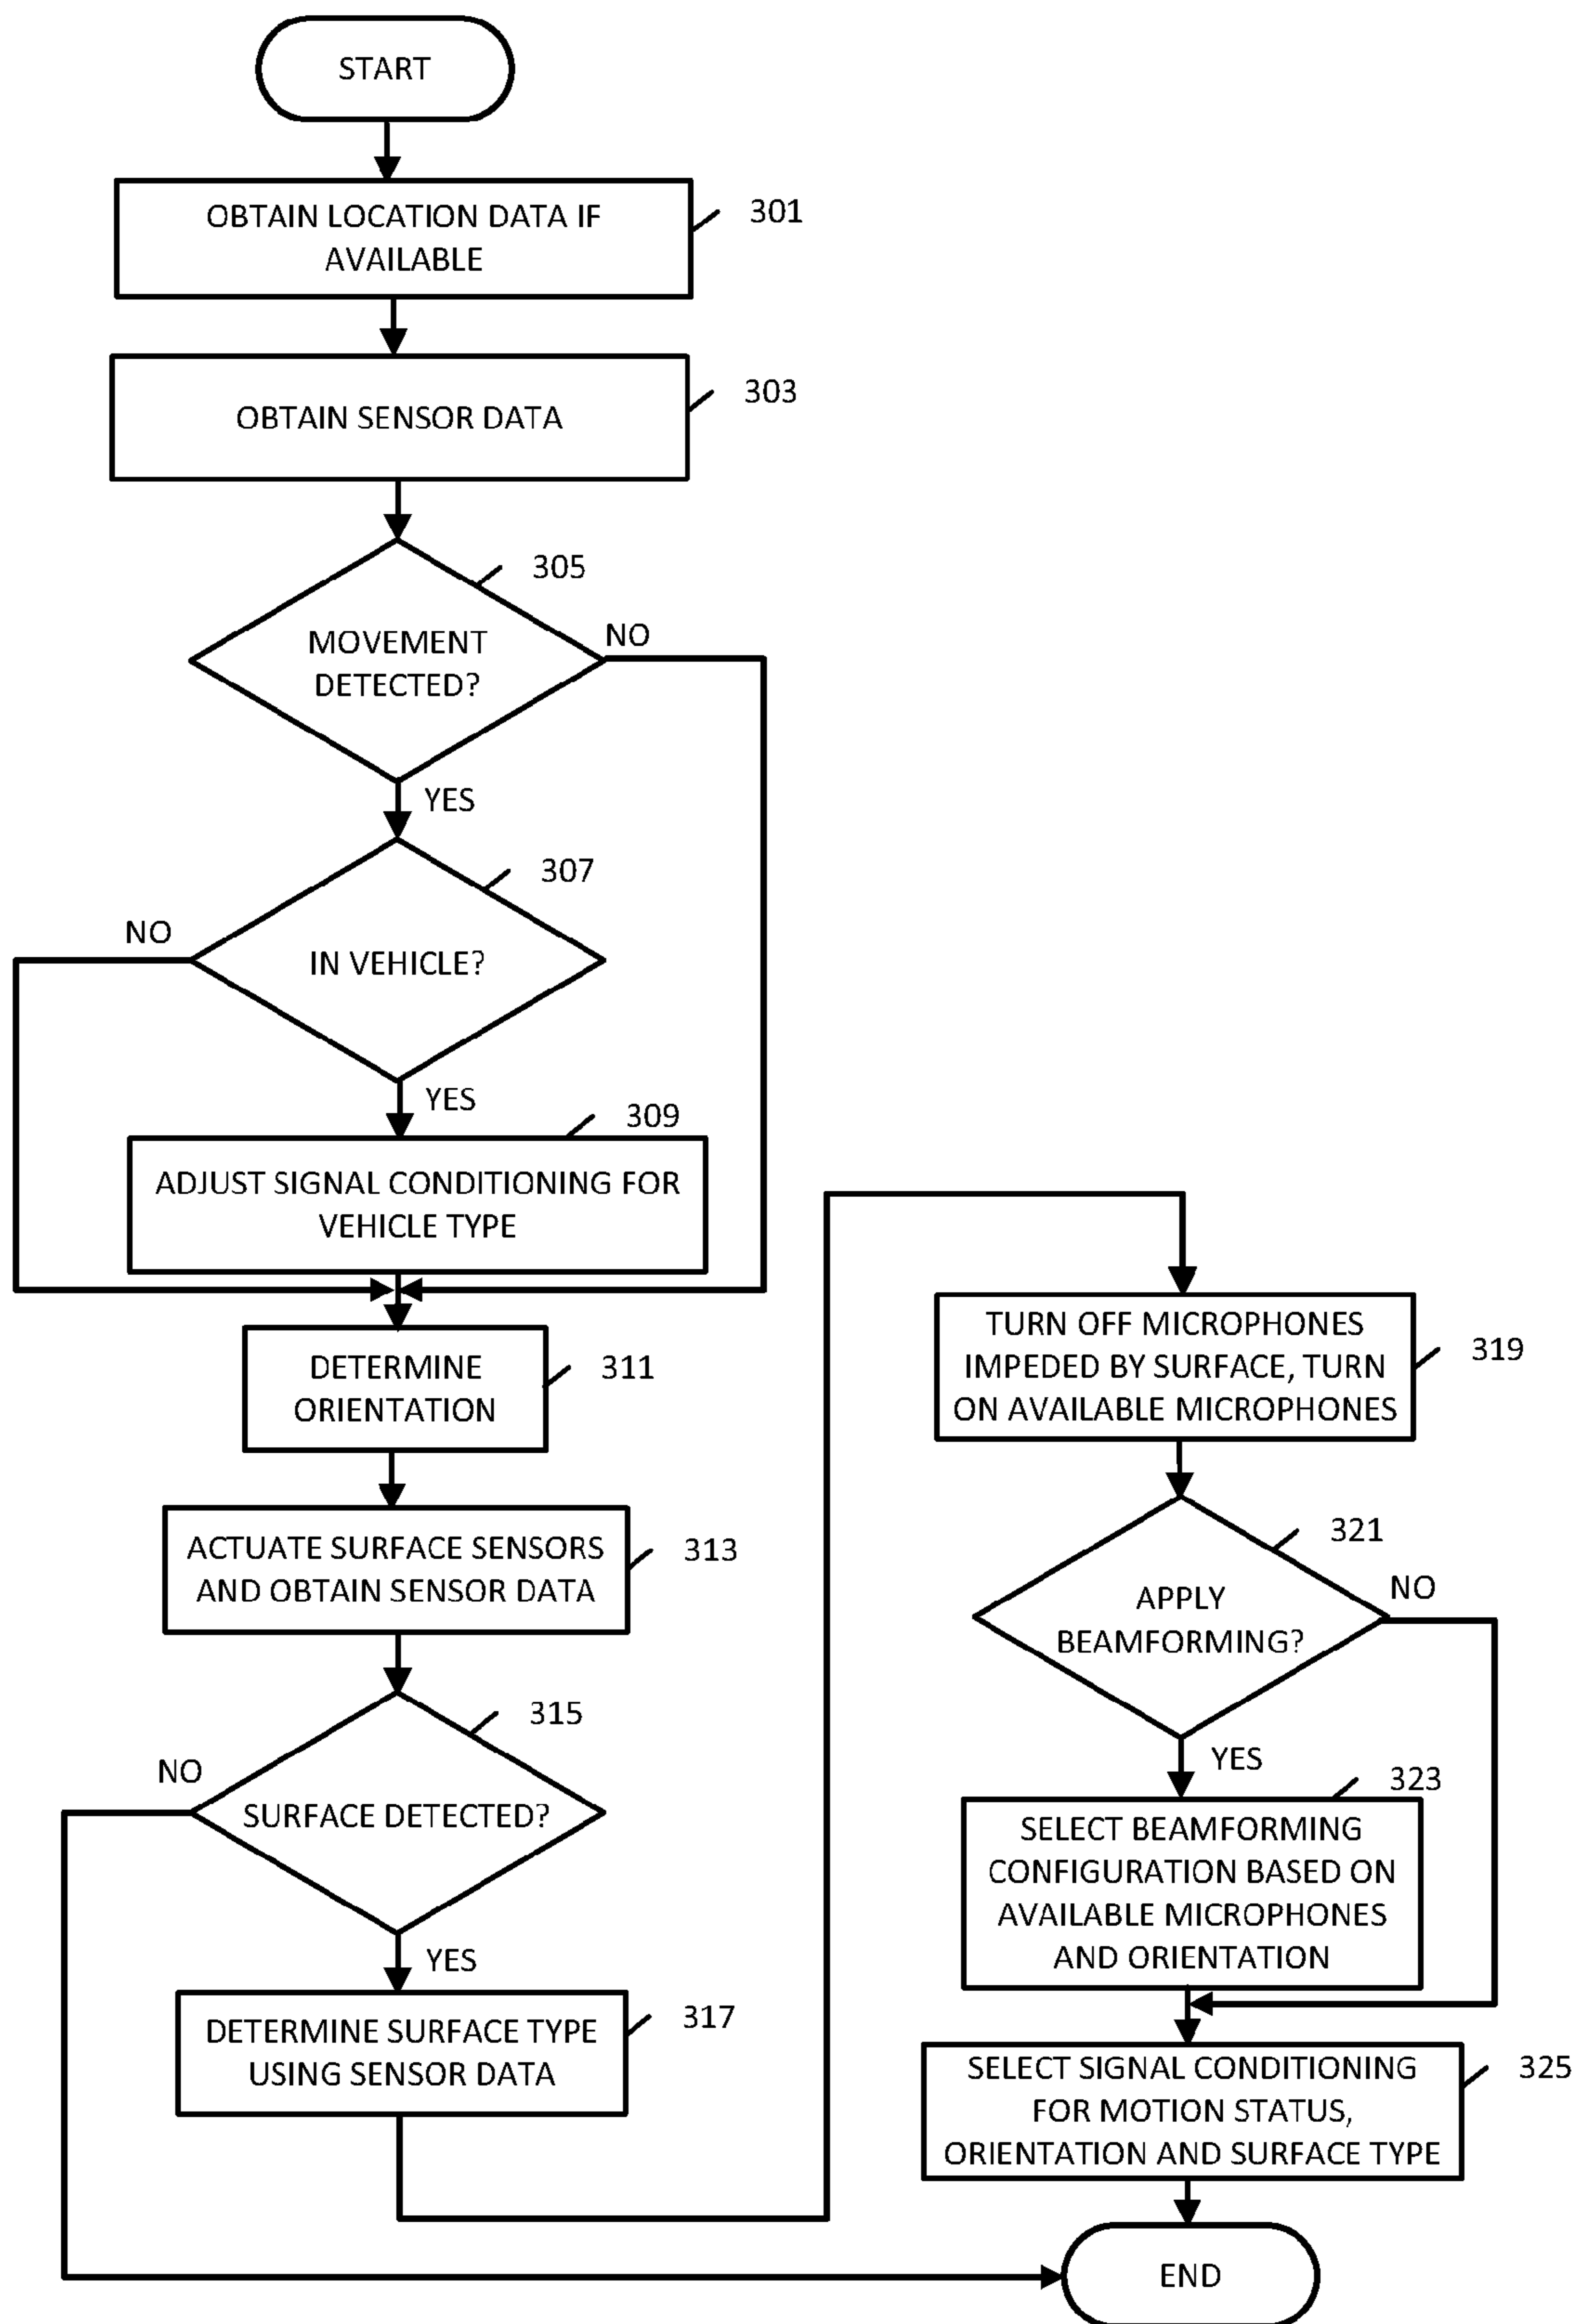 START
OBTAIN LOCATION DATA IF
AVAILABLE
301
OBTAIN SENSOR DATA
303
305
MOVEMENT
DETECTED?
NO
YES
307
NO
IN VEHICLE?
YES
309
ADJUST SIGNAL CONDITIONING FOR
VEHICLE TYPE
DETERMINE
ORIENTATION
311
ACTUATE SURFACE SENSORS
AND OBTAIN SENSOR DATA
313
315
NO
SURFACE DETECTED?
YES
DETERMINE SURFACE TYPE
USING SENSOR DATA
317
TURN OFF MICROPHONES
IMPEDED BY SURFACE, TURN
ON AVAILABLE MICROPHONES
319
321
APPLY
BEAMFORMING?
NO
YES
323
SELECT BEAMFORMING
CONFIGURATION BASED ON
AVAILABLE MICROPHONES
AND ORIENTATION
SELECT SIGNAL CONDITIONING
FOR MOTION STATUS,
ORIENTATION AND SURFACE TYPE
325
END